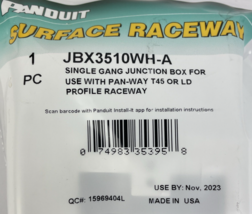 PANDUIT
SURFACE RACEWAY
1 JBX3510WH-A
PC SINGLE GANG JUNCTION BOX FOR
USE WITH PAN-WAY T45 OR LD
PROFILE RACEWAY
Scan barcode with Panduit Install-It app for installation instructions
0 74983 35395 8
USE BY: Nov, 2023
QC#: 15969404L MADE IN USA